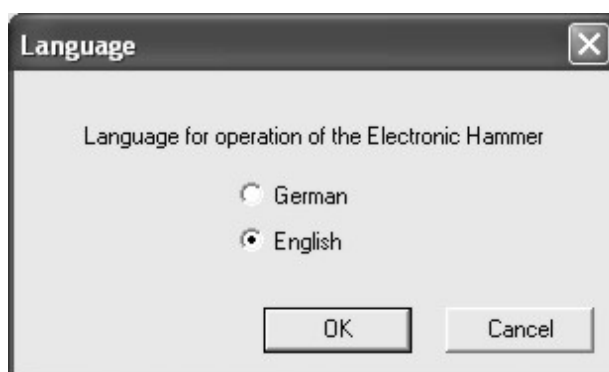 Language
Language for operation of the Electronic Hammer
German
English
OK
Cancel